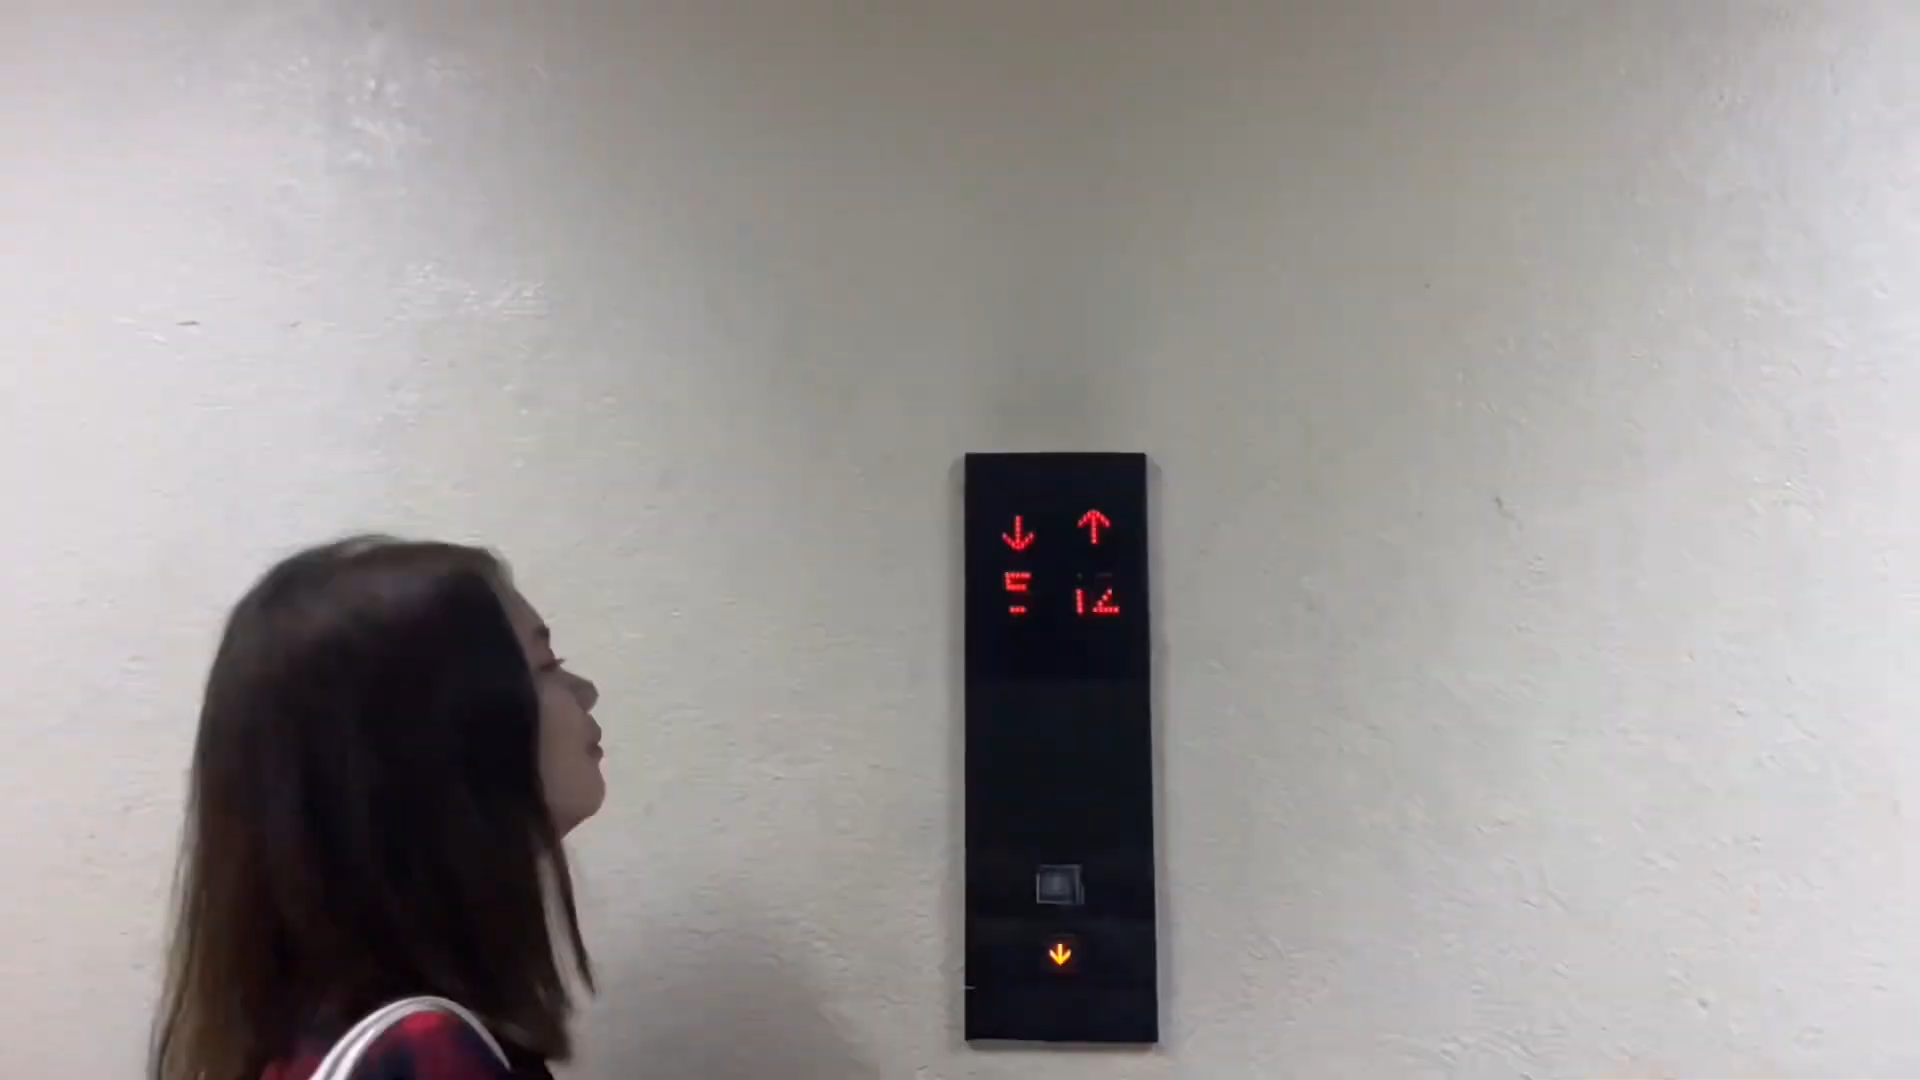 ↓ ↑
12
↓